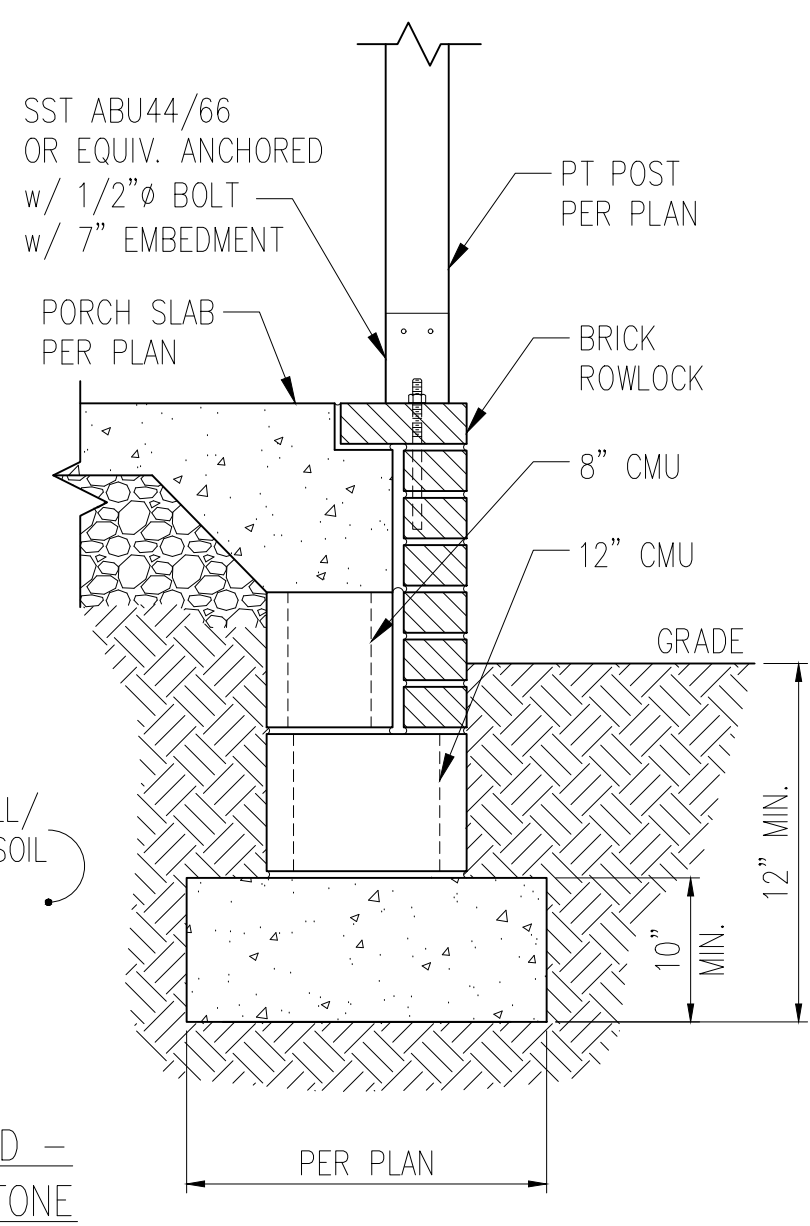 SST ABU44/66
OR EQUIV. ANCHORED
w/ 1/2"ø BOLT
w/ 7" EMBEDMENT
PT POST
PER PLAN
PORCH SLAB
PER PLAN
BRICK
ROWLOCK
8" CMU
12" CMU
GRADE
SOIL
12" MIN.
10"
MIN.
PER PLAN